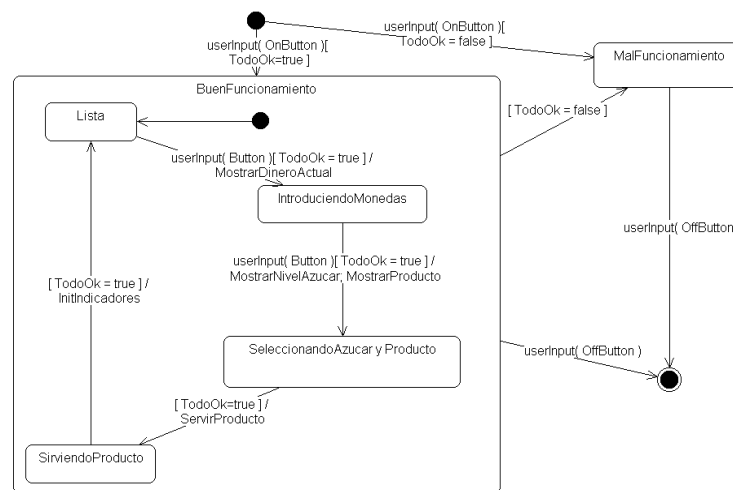 userInput( OnButton )[
TodoOk = false ]
userInput( OnButton )[
TodoOk=true ]
MalFuncionamiento
BuenFuncionamiento
Lista
[ TodoOk = false ]
userInput( Button )[ TodoOk = true ] /
MostrarDineroActual
IntroduciendoMonedas
userInput( OffButton
userInput( Button )[ TodoOk = true ] /
MostrarNivelAzucar; MostrarProducto
[ TodoOk = true ] /
InitIndicadores
SeleccionandoAzucar y Producto
userInput( OffButton )
[ TodoOk=true ] /
ServirProducto
SirviendoProducto